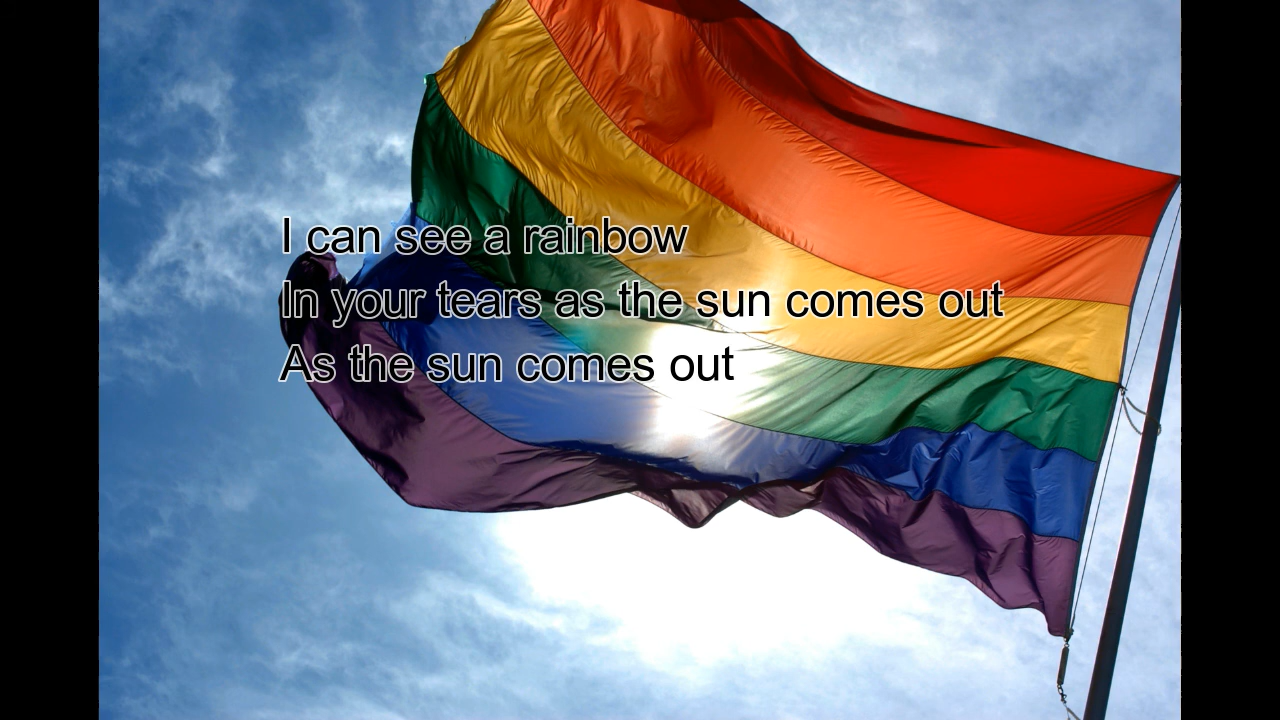 I can see a rainbow
In your tears as the sun comes out
As the sun comes out